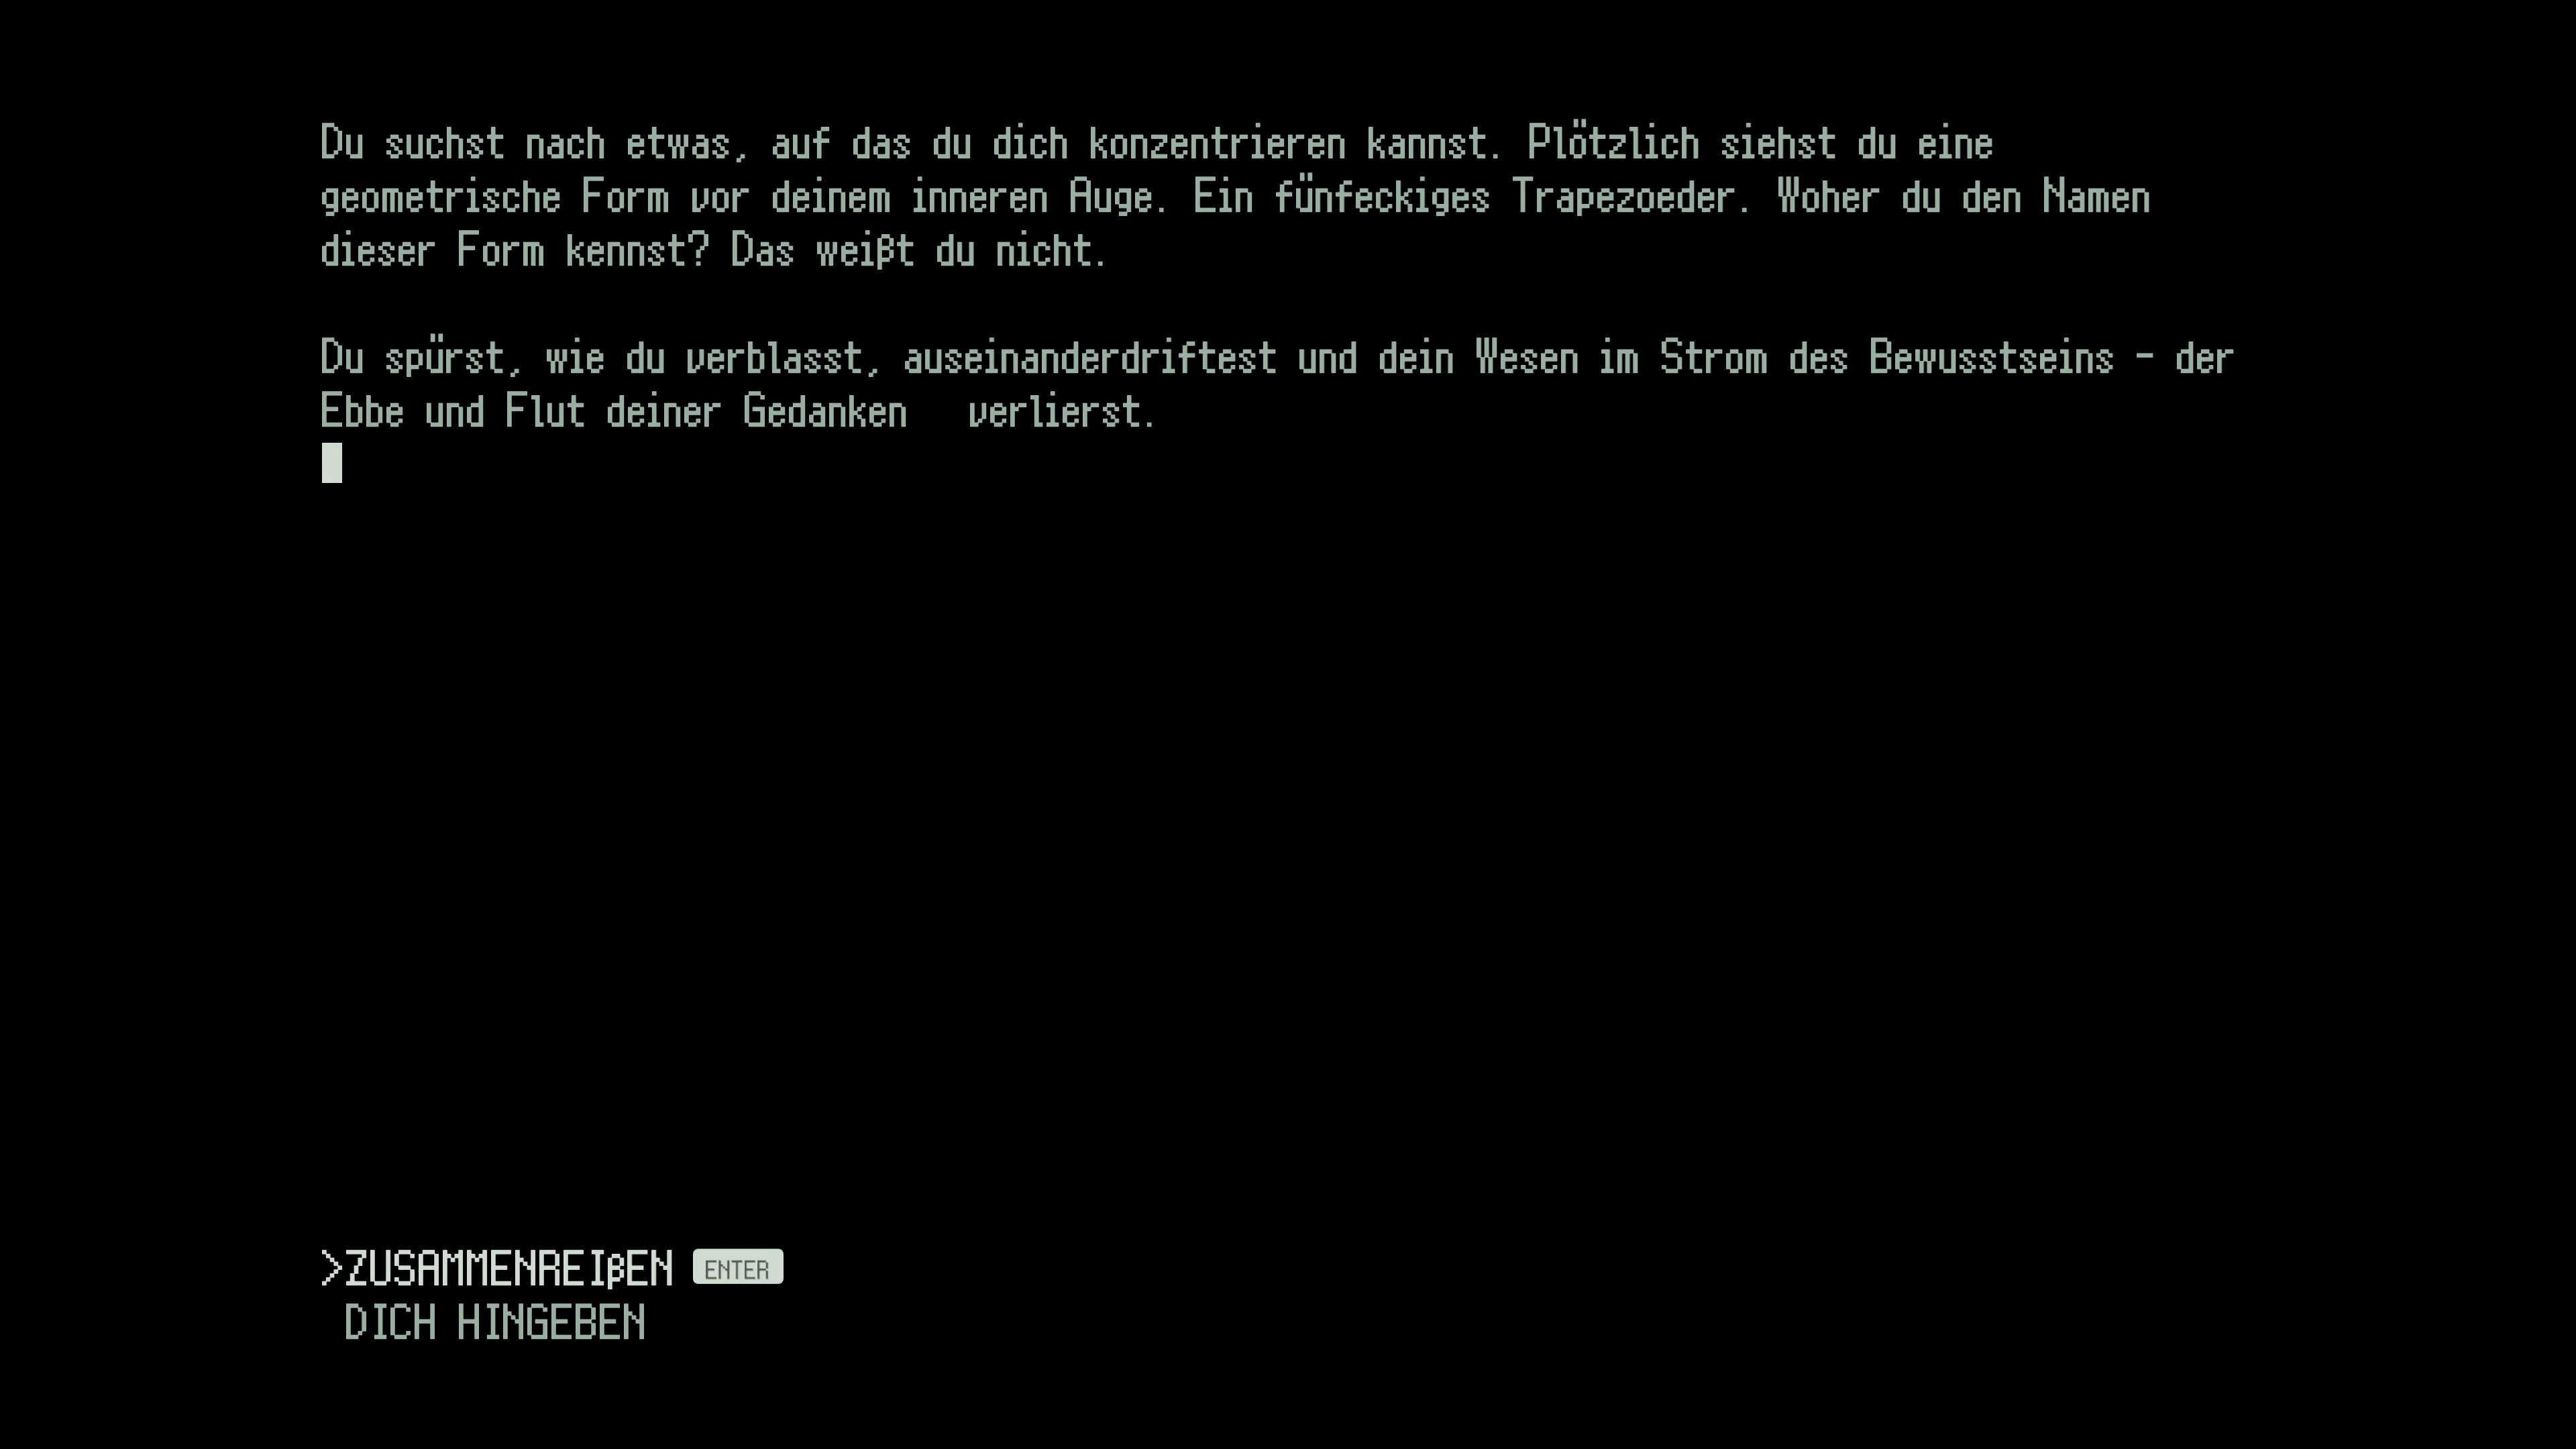 Du suchst nach etwas, auf das du dich konzentrieren kannst. Plötzlich siehst du eine
geometrische Form vor deinem inneren Auge. Ein fünfeckiges Trapezoeder. Woher du den Namen
dieser Form kennst? Das weißt du nicht.
Du spürst, wie du verblasst, auseinanderdriftest und dein Wesen im Strom des Bewusstseins - der
Ebbe und Flut deiner Gedanken   verlierst.
>ZUSAMMENREIßEN ENTER
DICH HINGEBEN